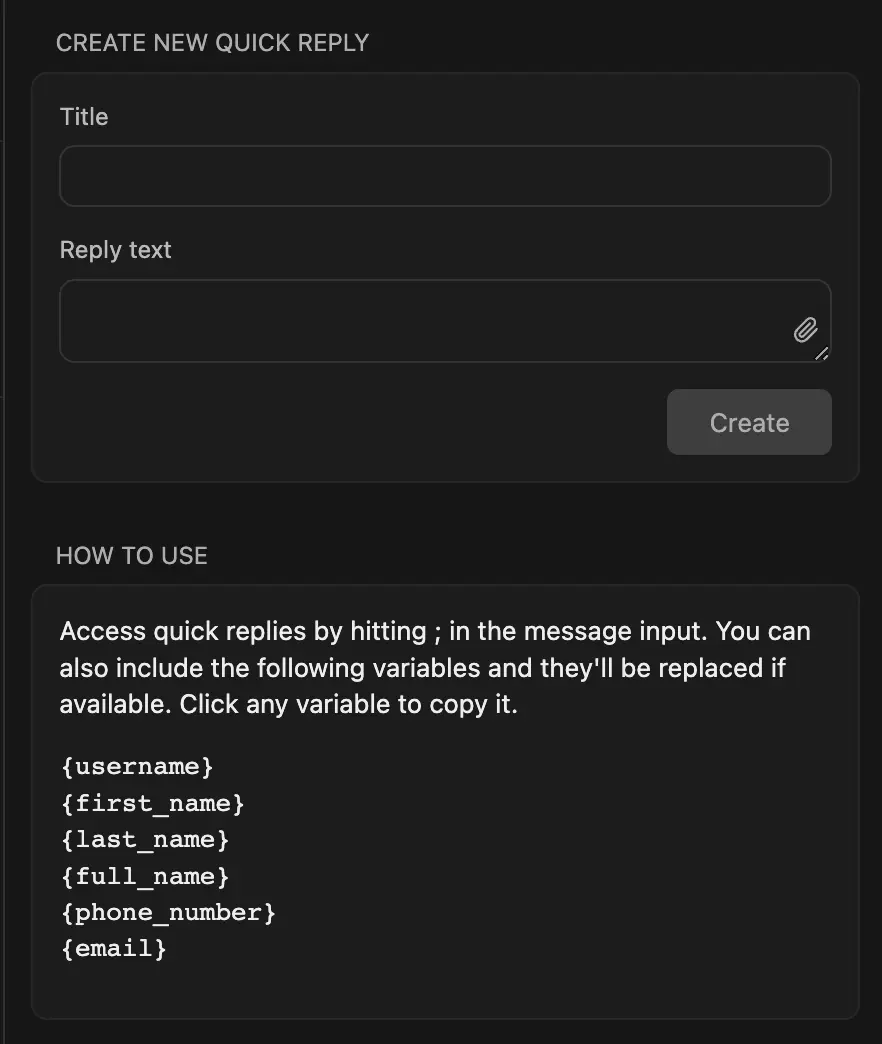 CREATE NEW QUICK REPLY
Title
Reply text
Create
HOW TO USE
Access quick replies by hitting ; in the message input. You can
also include the following variables and they'll be replaced if
available. Click any variable to copy it.
{username}
{first_name}
{last_name}
{full_name}
{phone_number}
{email}